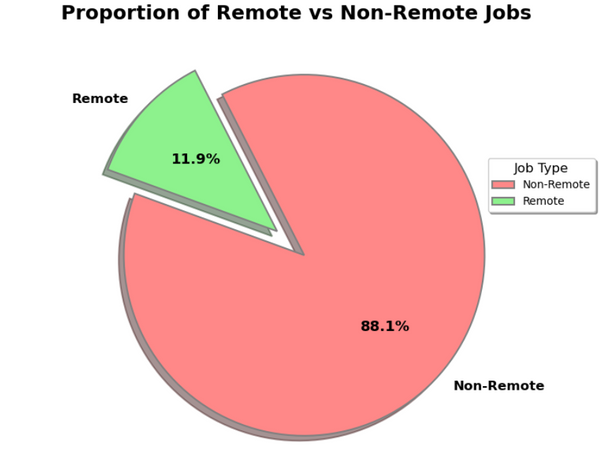 Proportion of Remote vs Non-Remote Jobs
Remote
11.9%
Job Type
Non-Remote
Remote
88.1%
Non-Remote